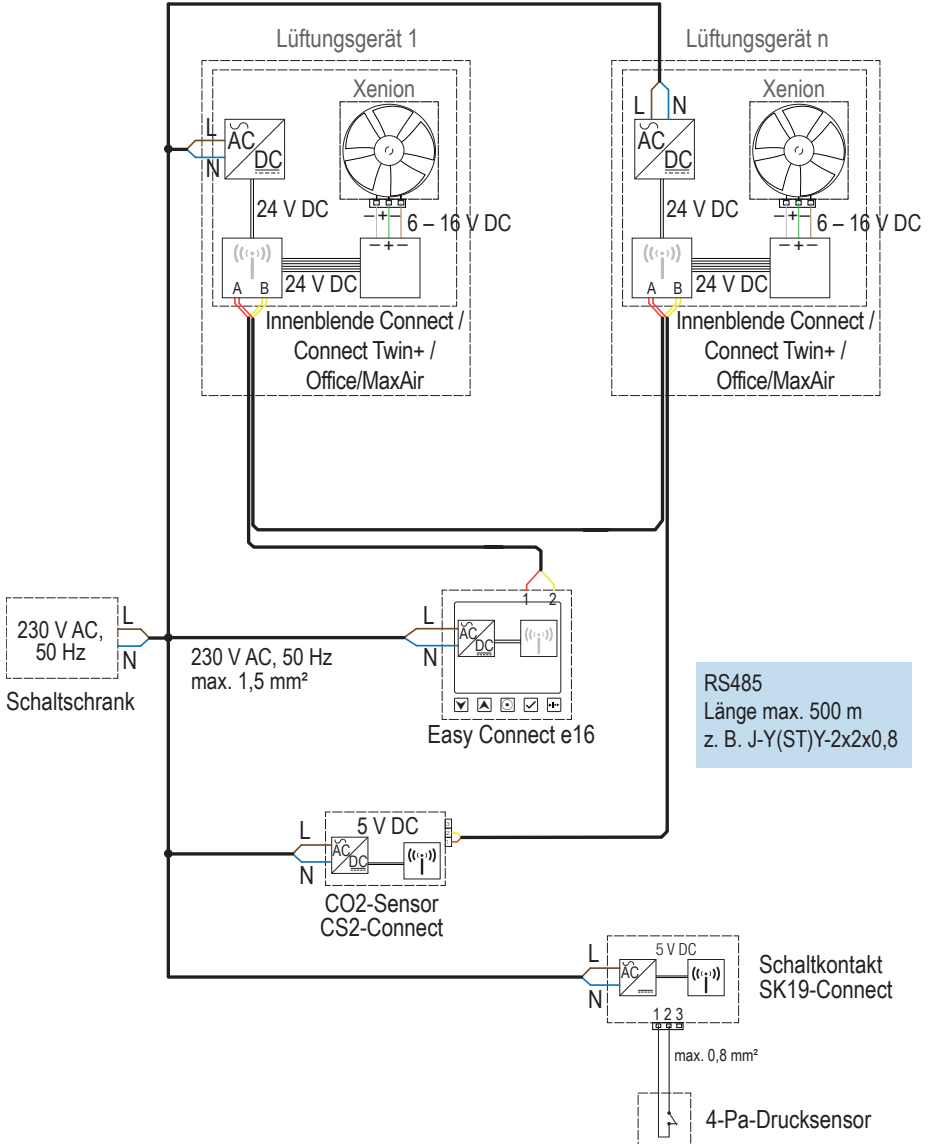 Lüftungsgerät 1
Xenion
L
N
AC
DC
24 V DC
– + –
6 – 16 V DC
– + –
A B
24 V DC
Innenblende Connect /
Connect Twin+ /
Office/MaxAir
Lüftungsgerät n
Xenion
L N
AC
DC
24 V DC
– + –
6 – 16 V DC
– + –
A B
24 V DC
Innenblende Connect /
Connect Twin+ /
Office/MaxAir
230 V AC,
50 Hz
L
N
Schaltschrank
230 V AC, 50 Hz
max. 1,5 mm²
L
N
1 2
AC
DC
Easy Connect e16
RS485
Länge max. 500 m
z. B. J-Y(ST)Y-2x2x0,8
L
N
5 V DC
AC
DC
3
2
1
CO2-Sensor
CS2-Connect
L
N
5 V DC
AC
1 2 3
Schaltkontakt
SK19-Connect
max. 0,8 mm²
4-Pa-Drucksensor